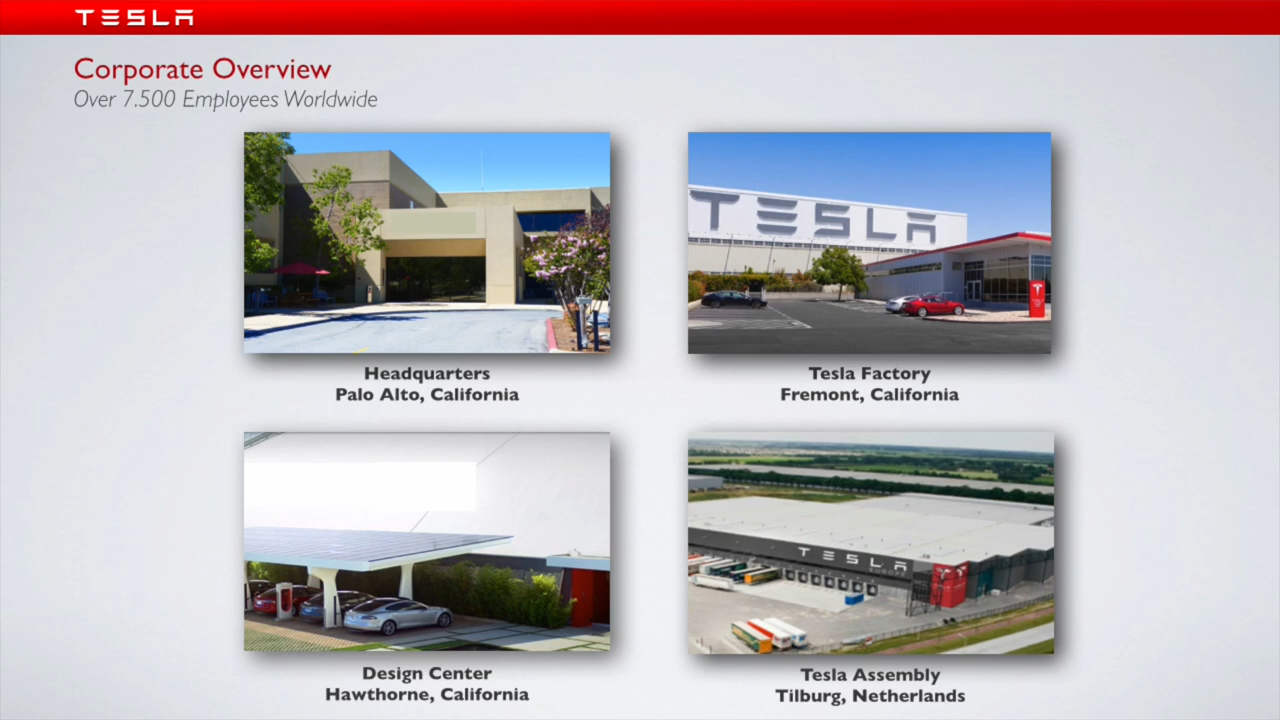 TESLA
Corporate Overview
Over 7.500 Employees Worldwide
TESLA
Headquarters
Palo Alto, California
Tesla Factory
Fremont, California
TESLA
EUROPE
Design Center
Hawthorne, California
Tesla Assembly
Tilburg, Netherlands